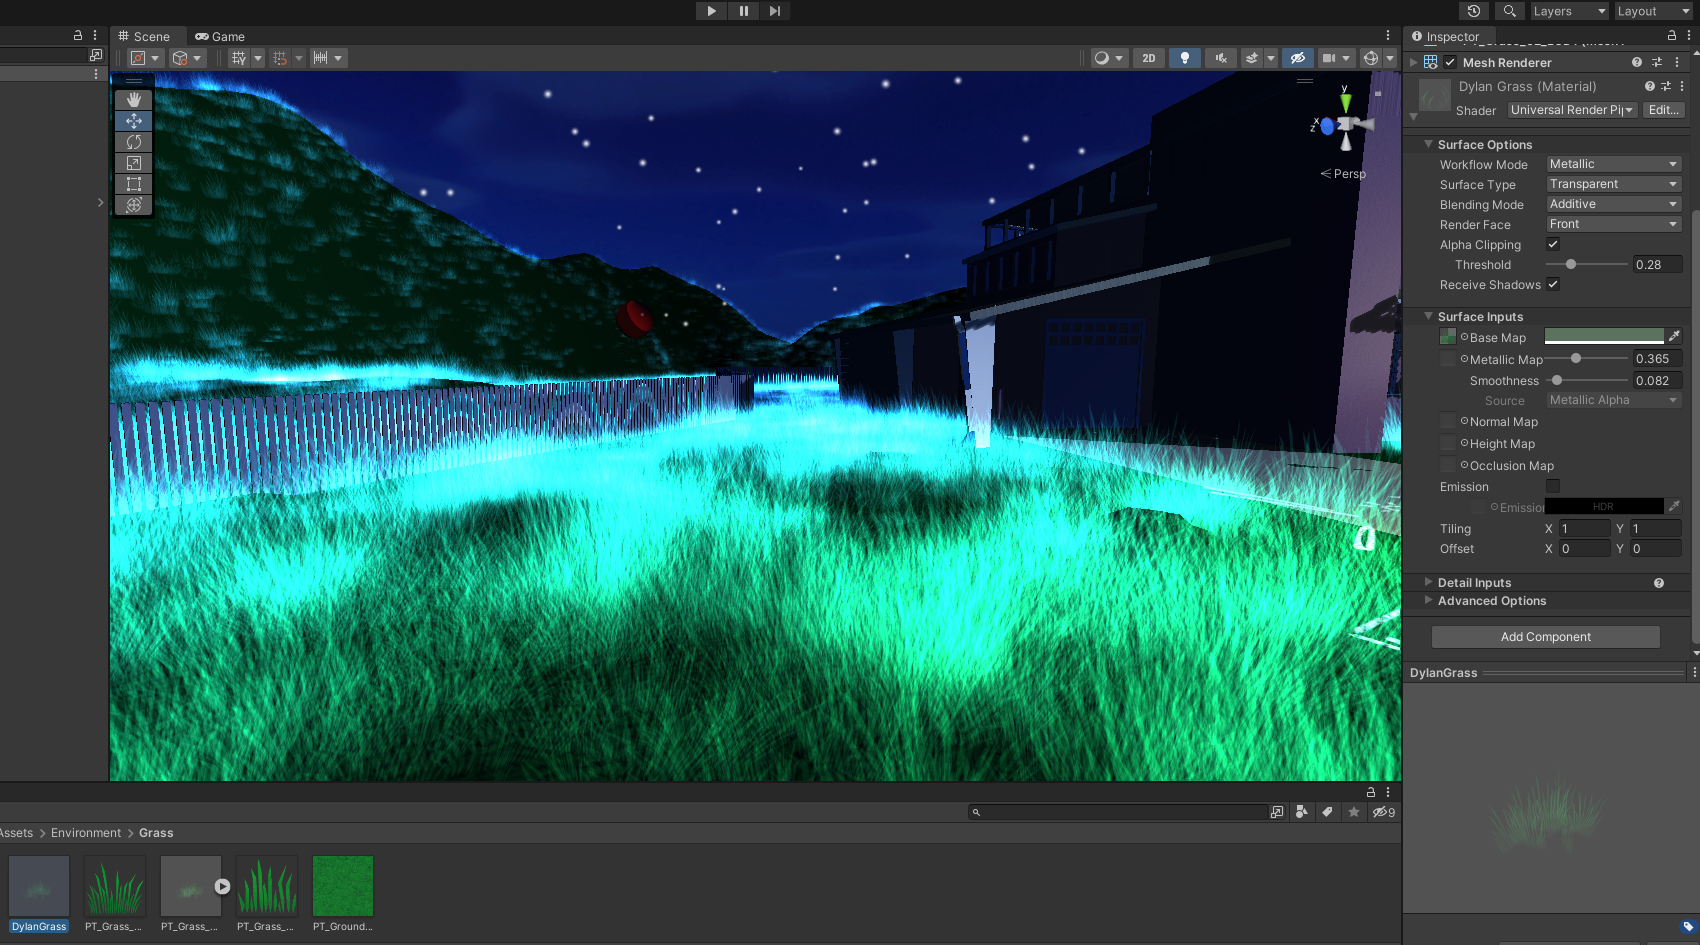 Layers
Layout
Scene
Game
Inspector
2D
Mesh Renderer
Dylan Grass (Material)
Shader
Universal Render Pi
Edit...
y
x
z
Persp
Surface Options
Workflow Mode
Metallic
Surface Type
Transparent
Blending Mode
Additive
Render Face
Front
Alpha Clipping
Threshold
0.28
Receive Shadows
Surface Inputs
Base Map
Metallic Map
0.365
Smoothness
0.082
Source
Metallic Alpha
Normal Map
Height Map
Occlusion Map
Emission
Emissio
HDR
Tiling
X 1 Y 1
Offset
X 0 Y 0
Detail Inputs
Advanced Options
Add Component
DylanGrass
9
Assets > Environment > Grass
DylanGrass
PT_Grass_...
PT_Grass_...
PT_Grass_...
PT_Ground...